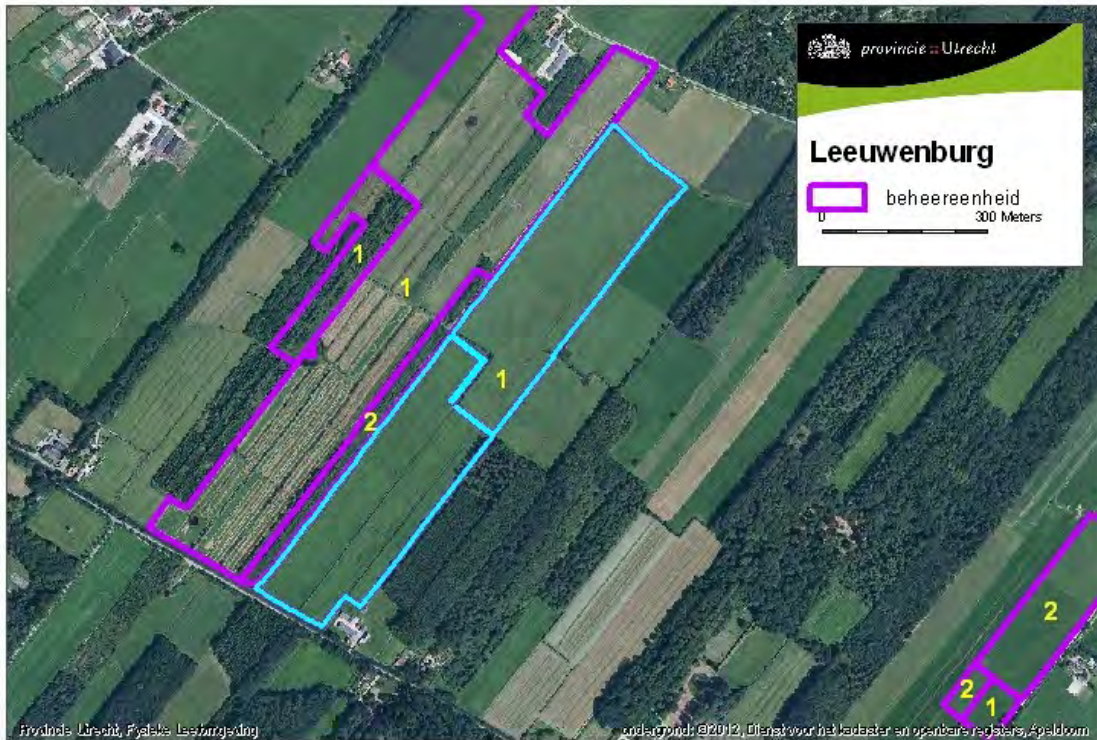 provincie :: Utrecht
Leeuwenburg
beheereenheid
0 300 Meters
1
1
1
2
2
2
1
Provincie Utrecht, Fysieke Leefomgeving
ondergrond: ©2012, Dienst voor het kadaster en openbare registers, Apeldoorn